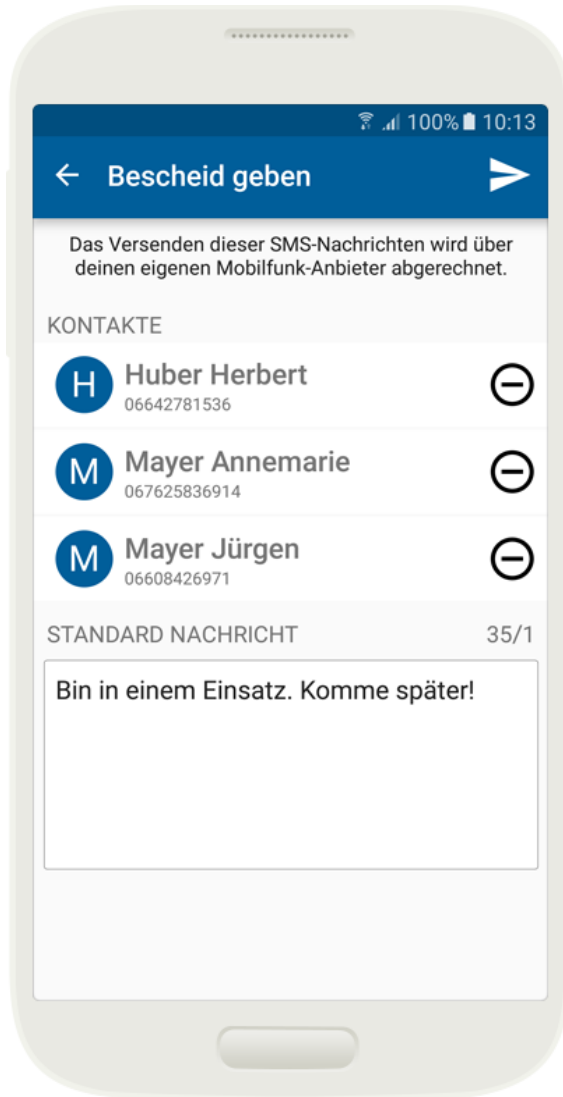 100% 10:13
Bescheid geben
Das Versenden dieser SMS-Nachrichten wird über
deinen eigenen Mobilfunk-Anbieter abgerechnet.
KONTAKTE
H Huber Herbert
06642781536
M Mayer Annemarie
067625836914
M Mayer Jürgen
06608426971
STANDARD NACHRICHT 35/1
Bin in einem Einsatz. Komme später!